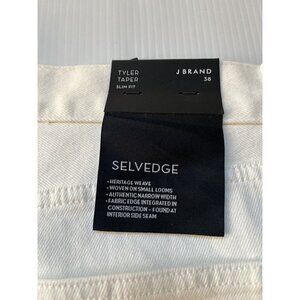 TYLER
TAPER
SLIM FIT
J BRAND
36
SELVEDGE
• HERITAGE WEAVE
• WOVEN ON SMALL LOOMS
• AUTHENTIC NARROW WIDTH
• FABRIC EDGE INTEGRATED IN
CONSTRUCTION – FOUND AT
INTERIOR SIDE SEAM